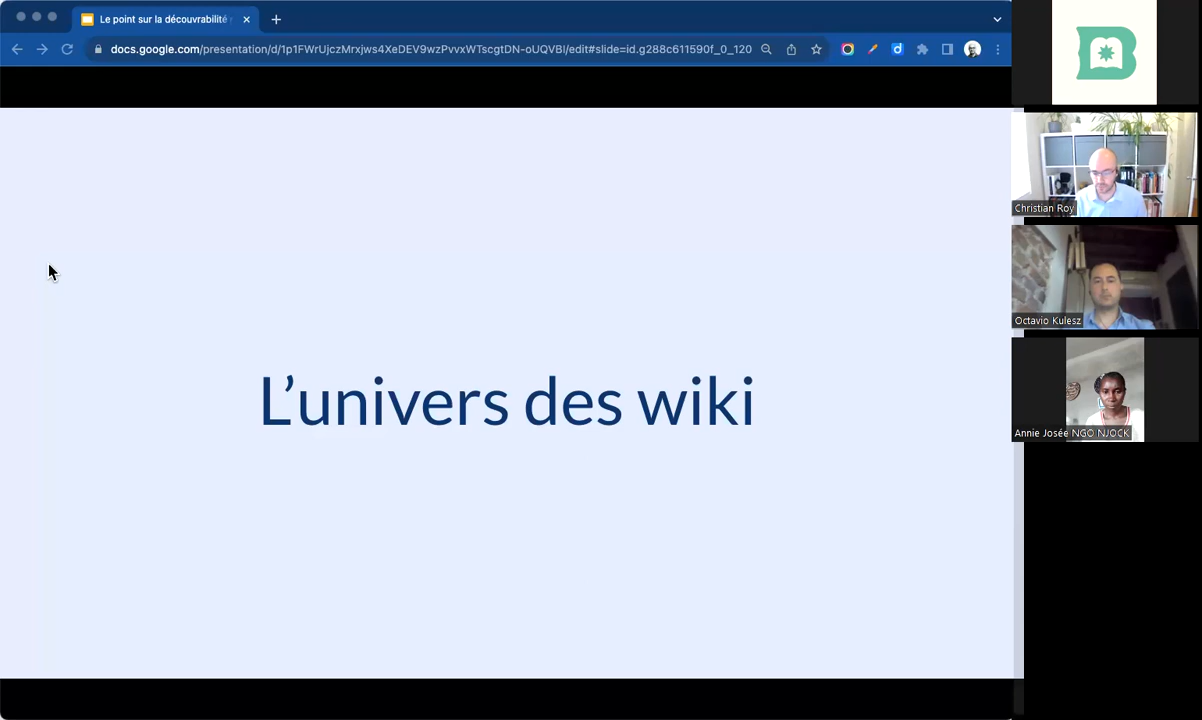 Le point sur la découvrabilité
docs.google.com/presentation/d/1p1FWrUjczMrxjws4XeDEV9wzPvvxWTscgtDN-oUQVBI/edit#slide=id.g288c611590f_0_120
L’univers des wiki
Christian Roy
Octavio Kulesz
Annie Josée NGO NJOCK